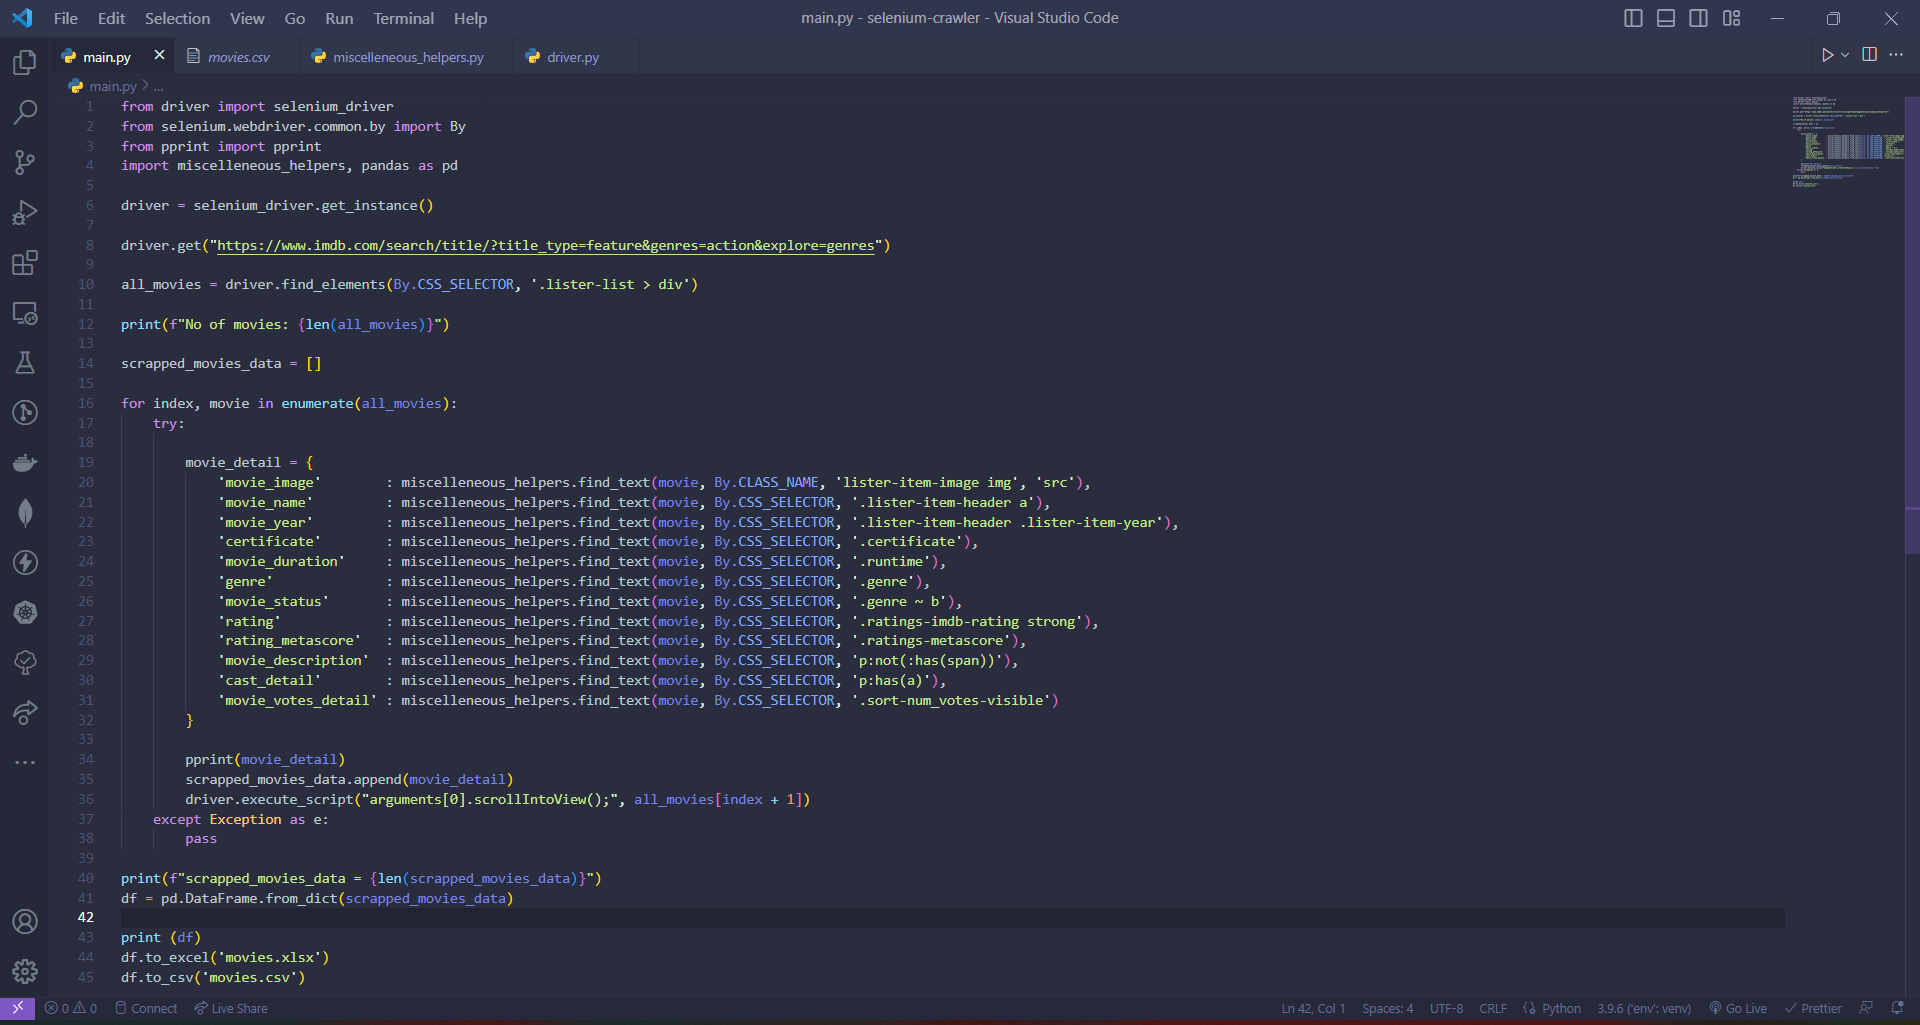 File Edit Selection View Go Run Terminal Help
main.py - selenium-crawler - Visual Studio Code
main.py movies.csv miscelleneous_helpers.py driver.py
main.py > ...
1 from driver import selenium_driver
2 from selenium.webdriver.common.by import By
3 from pprint import pprint
4 import miscelleneous_helpers, pandas as pd
5
6 driver = selenium_driver.get_instance()
7
8 driver.get("https://www.imdb.com/search/title/?title_type=feature&genres=action&explore=genres")
9
10 all_movies = driver.find_elements(By.CSS_SELECTOR, '.lister-list > div')
11
12 print(f"No of movies: {len(all_movies)}")
13
14 scrapped_movies_data = []
15
16 for index, movie in enumerate(all_movies):
17 try:
18
19 movie_detail = {
20 'movie_image' : miscelleneous_helpers.find_text(movie, By.CLASS_NAME, 'lister-item-image img', 'src'),
21 'movie_name' : miscelleneous_helpers.find_text(movie, By.CSS_SELECTOR, '.lister-item-header a'),
22 'movie_year' : miscelleneous_helpers.find_text(movie, By.CSS_SELECTOR, '.lister-item-header .lister-item-year'),
23 'certificate' : miscelleneous_helpers.find_text(movie, By.CSS_SELECTOR, '.certificate'),
24 'movie_duration' : miscelleneous_helpers.find_text(movie, By.CSS_SELECTOR, '.runtime'),
25 'genre' : miscelleneous_helpers.find_text(movie, By.CSS_SELECTOR, '.genre'),
26 'movie_status' : miscelleneous_helpers.find_text(movie, By.CSS_SELECTOR, '.genre ~ b'),
27 'rating' : miscelleneous_helpers.find_text(movie, By.CSS_SELECTOR, '.ratings-imdb-rating strong'),
28 'rating_metascore' : miscelleneous_helpers.find_text(movie, By.CSS_SELECTOR, '.ratings-metascore'),
29 'movie_description' : miscelleneous_helpers.find_text(movie, By.CSS_SELECTOR, 'p:not(:has(span))'),
30 'cast_detail' : miscelleneous_helpers.find_text(movie, By.CSS_SELECTOR, 'p:has(a)'),
31 'movie_votes_detail' : miscelleneous_helpers.find_text(movie, By.CSS_SELECTOR, '.sort-num_votes-visible')
32 }
33
34 pprint(movie_detail)
35 scrapped_movies_data.append(movie_detail)
36 driver.execute_script("arguments[0].scrollIntoView();", all_movies[index + 1])
37 except Exception as e:
38 pass
39
40 print(f"scrapped_movies_data = {len(scrapped_movies_data)}")
41 df = pd.DataFrame.from_dict(scrapped_movies_data)
42
43 print (df)
44 df.to_excel('movies.xlsx')
45 df.to_csv('movies.csv')
0 0 Connect Live Share Ln 42, Col 1 Spaces: 4 UTF-8 CRLF Python 3.9.6 ('env': venv) Go Live Prettier